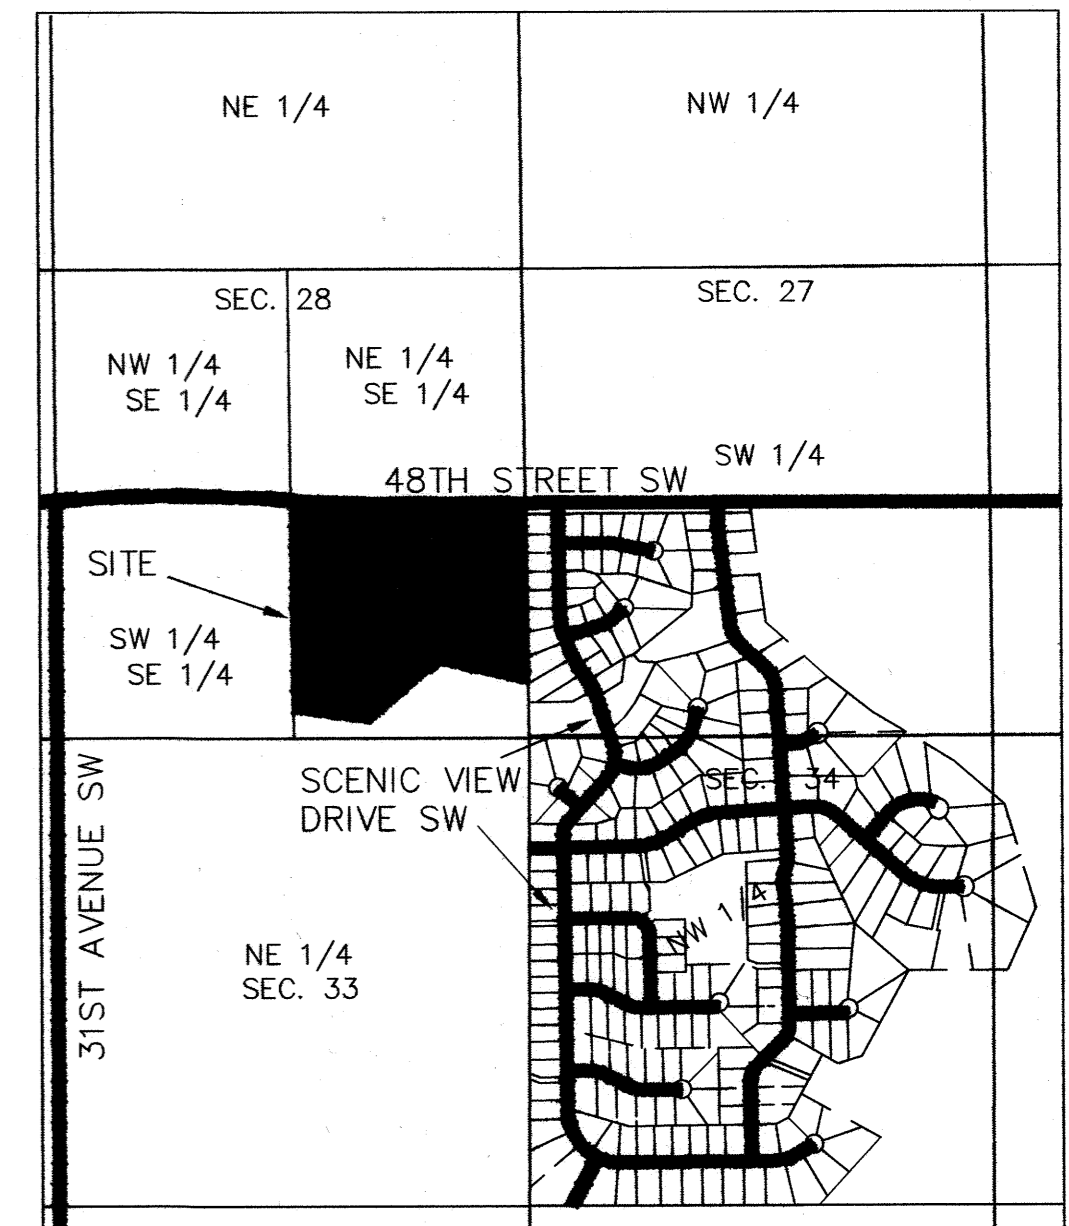 NE 1/4
NW 1/4
SEC. 28
SEC. 27
NW 1/4
SE 1/4
NE 1/4
SE 1/4
SW 1/4
48TH STREET SW
SITE
SW 1/4
SE 1/4
SCENIC VIEW
DRIVE SW
SEC. 34
31ST AVENUE SW
NW 1/4
NE 1/4
SEC. 33